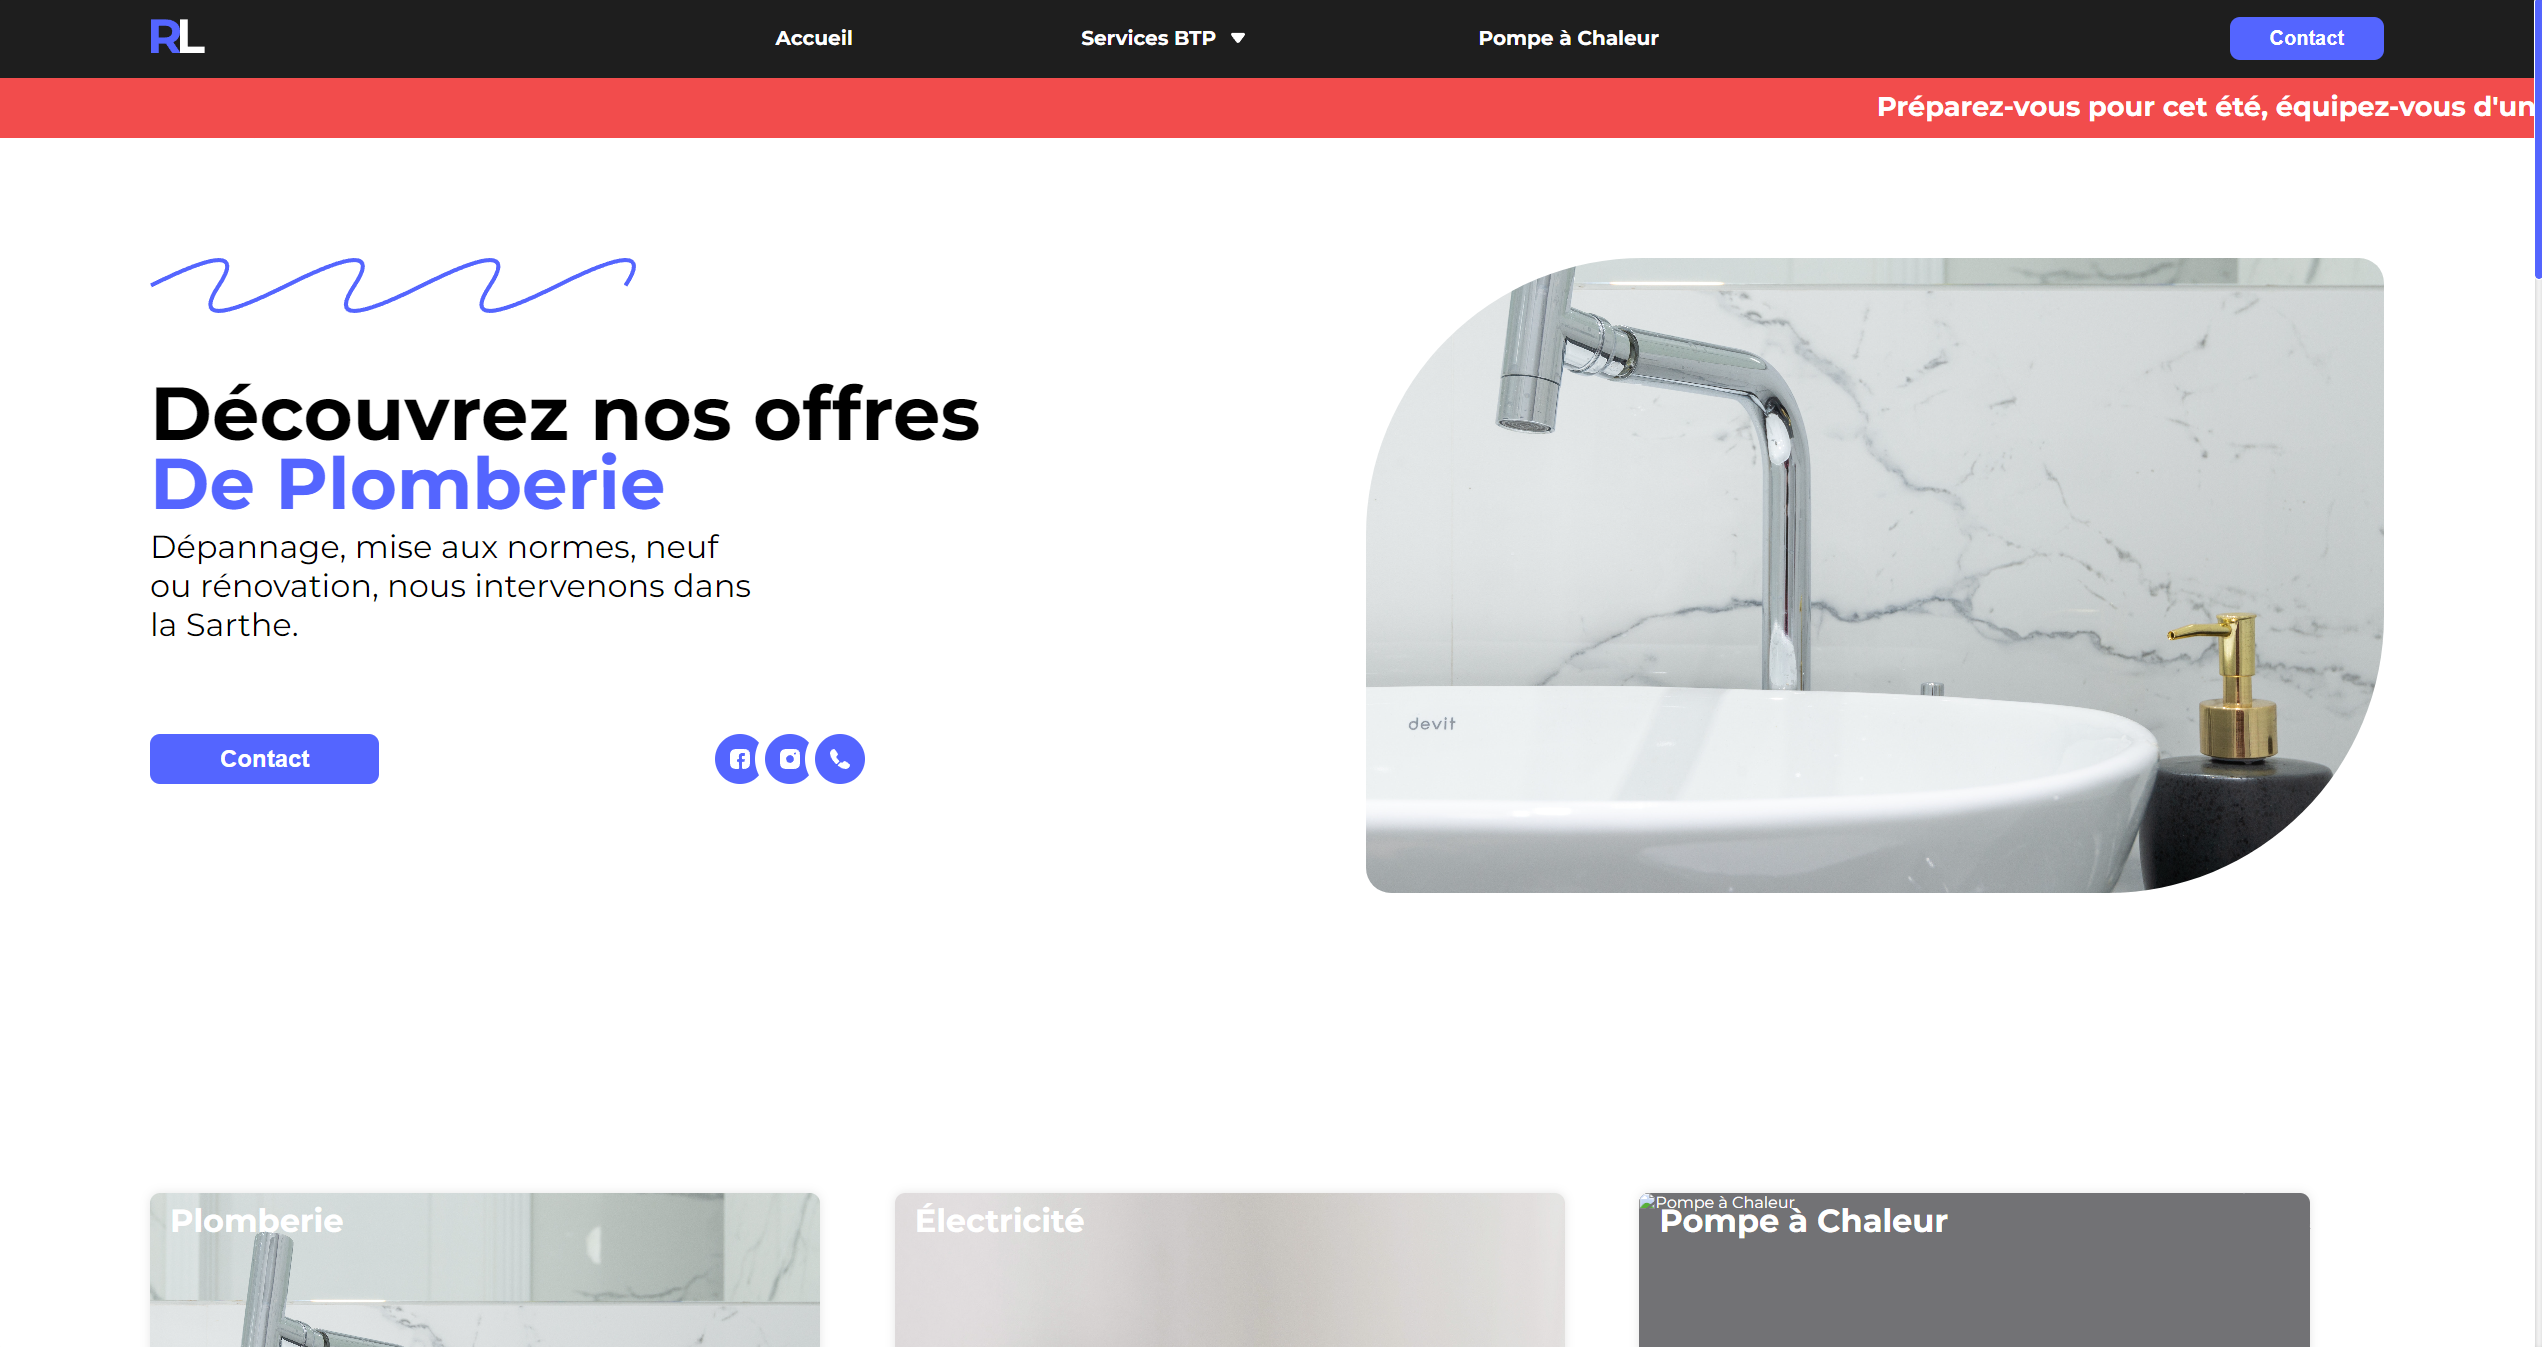 RL
Accueil
Services BTP
Pompe à Chaleur
Contact
Préparez-vous pour cet été, équipez-vous d'un
Découvrez nos offres
De Plomberie
Dépannage, mise aux normes, neuf
ou rénovation, nous intervenons dans
la Sarthe.
Contact
devit
Plomberie
Électricité
Pompe à Chaleur
Pompe à Chaleur